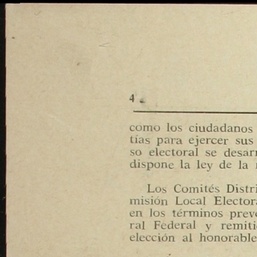 4
como los ciudadanos
tías para ejercer sus
so electoral se desarr
dispone la ley de la
Los Comités Distri
misión Local Electora
en los términos preve
ral Federal y remiti
elección al honorable